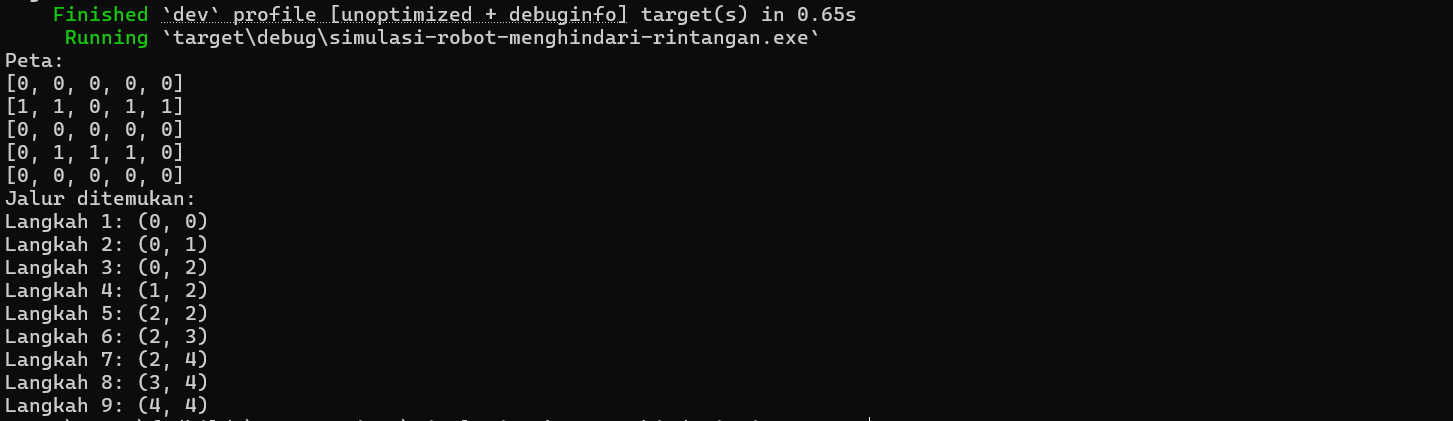 Finished `dev` profile [unoptimized + debuginfo] target(s) in 0.65s
Running `target\debug\simulasi-robot-menghindari-rintangan.exe`
Peta:
[0, 0, 0, 0, 0]
[1, 1, 0, 1, 1]
[0, 0, 0, 0, 0]
[0, 1, 1, 1, 0]
[0, 0, 0, 0, 0]
Jalur ditemukan:
Langkah 1: (0, 0)
Langkah 2: (0, 1)
Langkah 3: (0, 2)
Langkah 4: (1, 2)
Langkah 5: (2, 2)
Langkah 6: (2, 3)
Langkah 7: (2, 4)
Langkah 8: (3, 4)
Langkah 9: (4, 4)